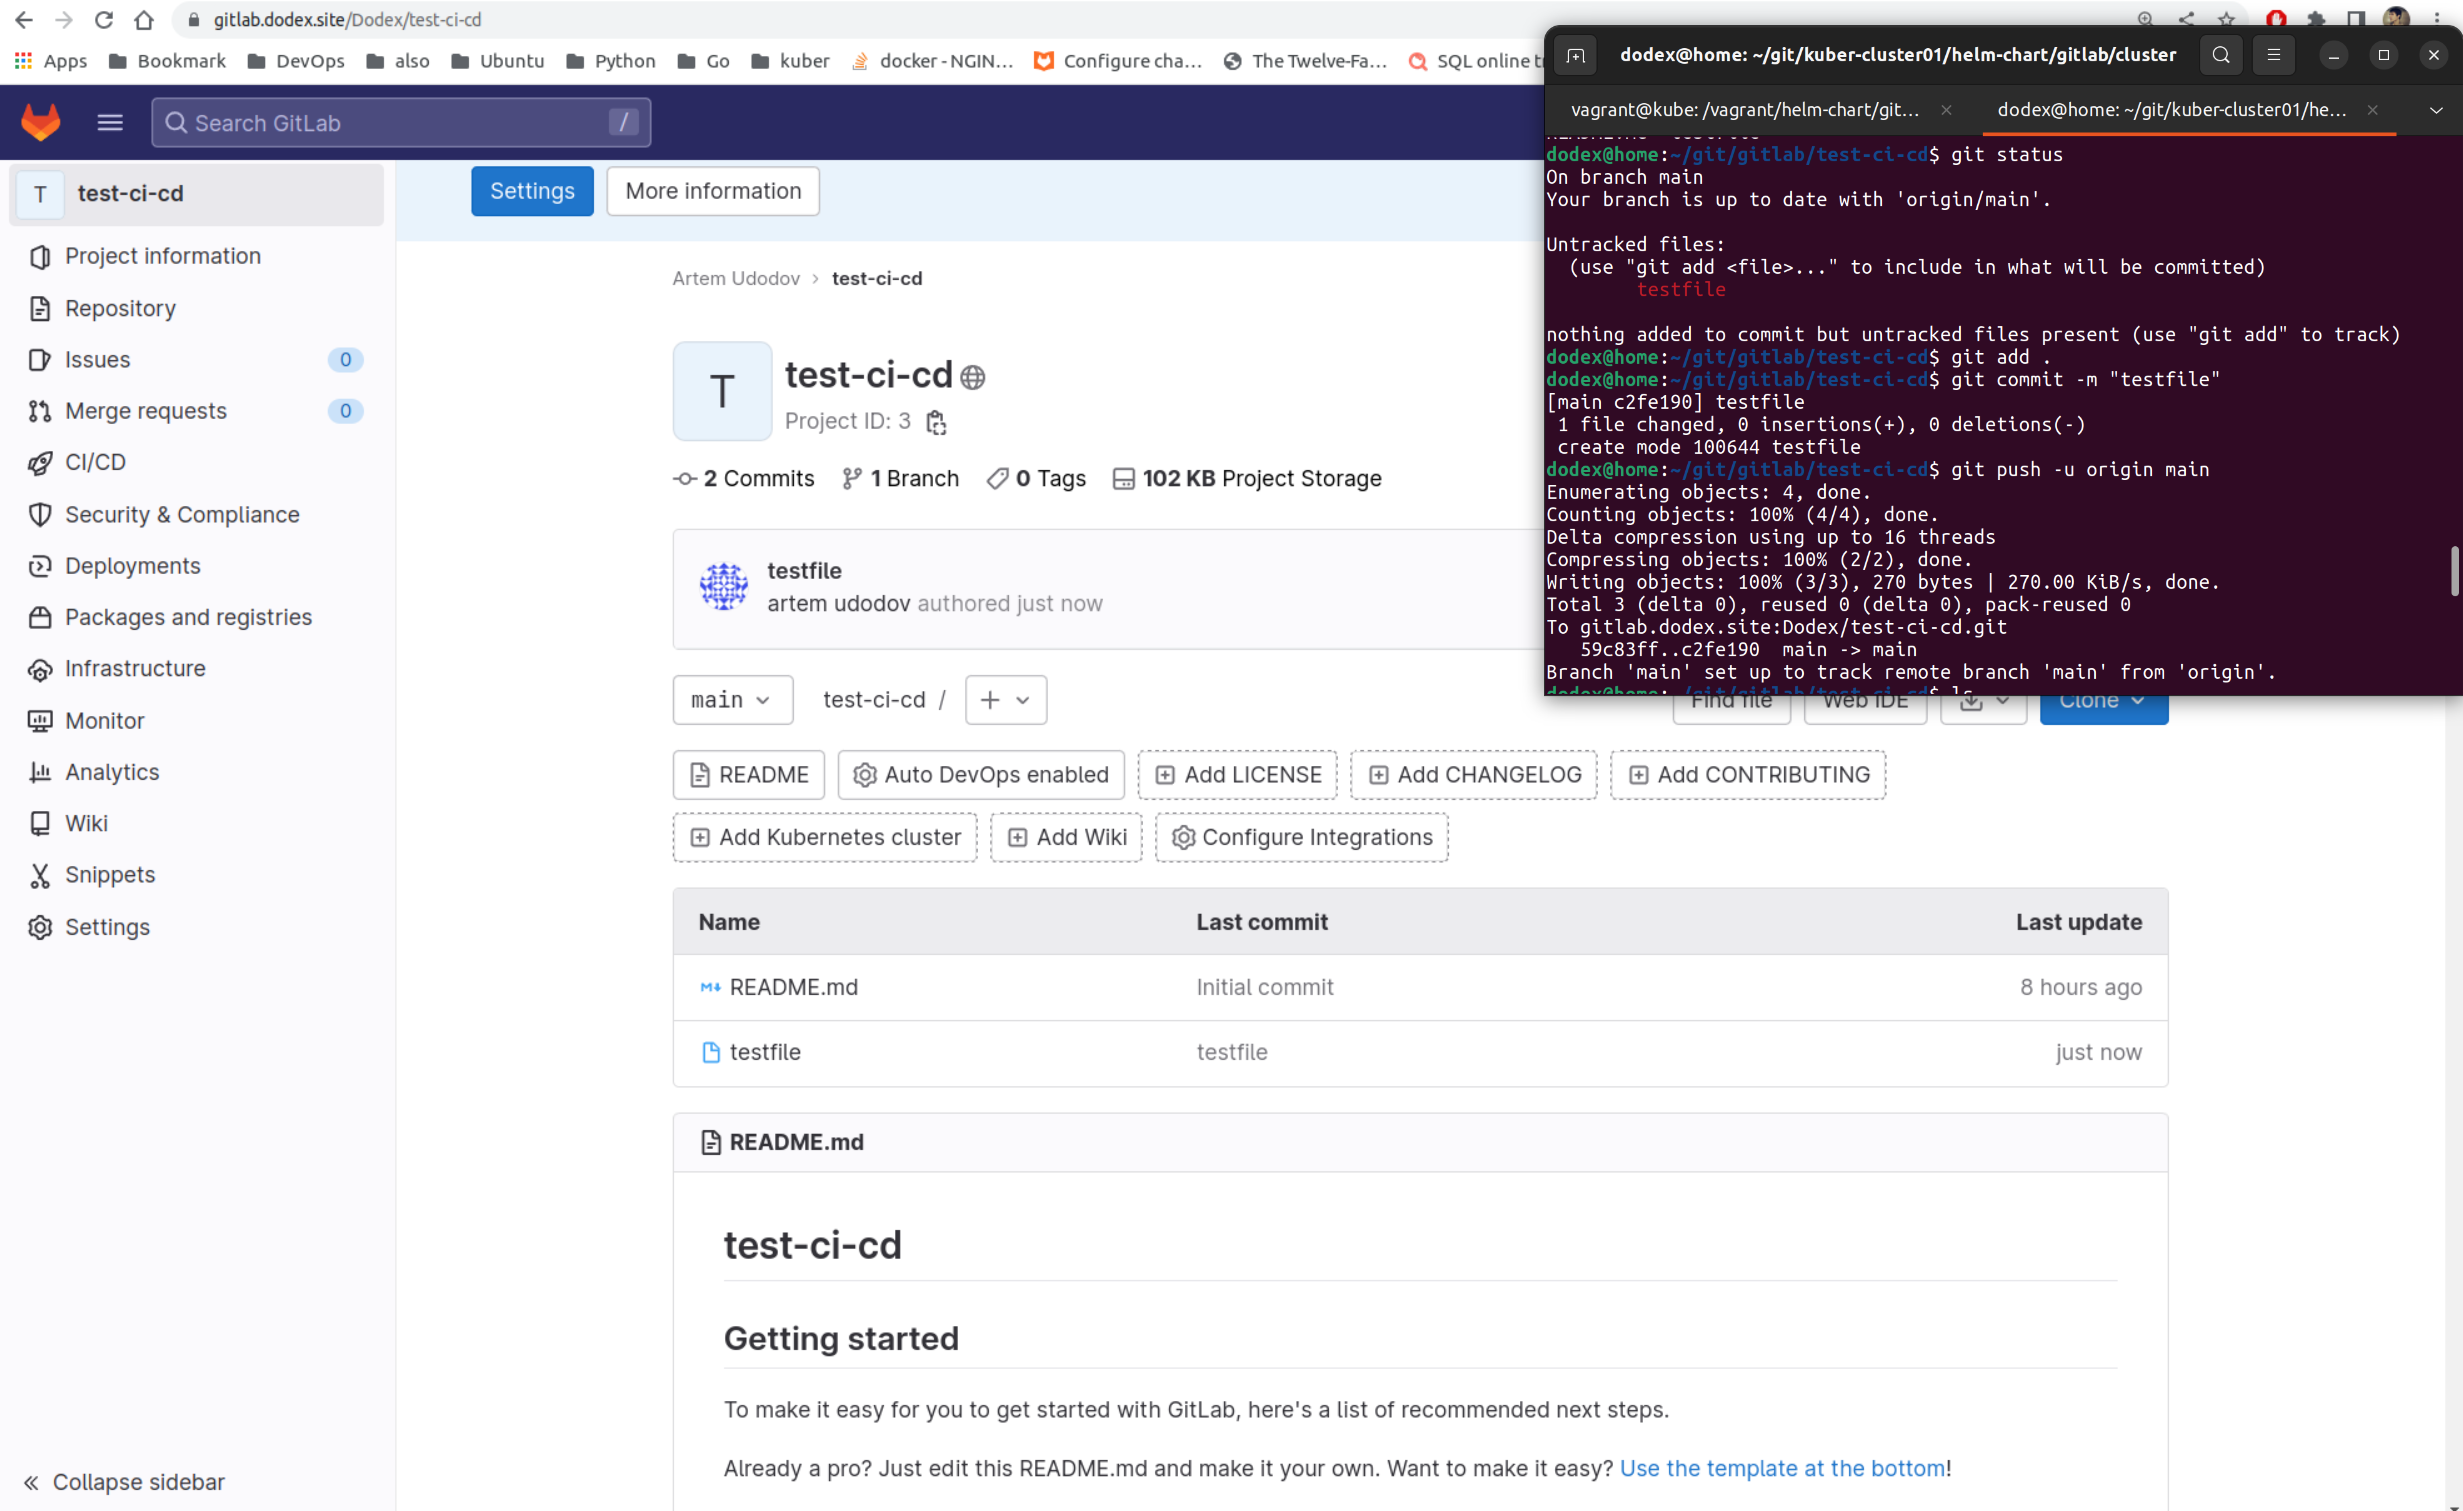 gitlab.dodex.site/Dodex/test-ci-cd
Apps Bookmark DevOps also Ubuntu Python Go kuber docker - NGIN... Configure cha... The Twelve-Fa... SQL online
Search GitLab /
T test-ci-cd
Project information
Repository
Issues 0
Merge requests 0
CI/CD
Security & Compliance
Deployments
Packages and registries
Infrastructure
Monitor
Analytics
Wiki
Snippets
Settings
Collapse sidebar
Settings More information
Artem Udodov > test-ci-cd
T
test-ci-cd
Project ID: 3
2 Commits 1 Branch 0 Tags 102 KB Project Storage
testfile
artem udodov authored just now
main test-ci-cd / + Find file Web IDE Clone
README Auto DevOps enabled Add LICENSE Add CHANGELOG Add CONTRIBUTING
Add Kubernetes cluster Add Wiki Configure Integrations
Name Last commit Last update
README.md Initial commit 8 hours ago
testfile testfile just now
README.md
test-ci-cd
Getting started
To make it easy for you to get started with GitLab, here's a list of recommended next steps.
Already a pro? Just edit this README.md and make it your own. Want to make it easy? Use the template at the bottom!
dodex@home: ~/git/kuber-cluster01/helm-chart/gitlab/cluster
vagrant@kube: /vagrant/helm-chart/git... dodex@home: ~/git/kuber-cluster01/he...
dodex@home:~/git/gitlab/test-ci-cd$ git status
On branch main
Your branch is up to date with 'origin/main'.
Untracked files:
(use "git add <file>..." to include in what will be committed)
testfile
nothing added to commit but untracked files present (use "git add" to track)
dodex@home:~/git/gitlab/test-ci-cd$ git add .
dodex@home:~/git/gitlab/test-ci-cd$ git commit -m "testfile"
[main c2fe190] testfile
1 file changed, 0 insertions(+), 0 deletions(-)
create mode 100644 testfile
dodex@home:~/git/gitlab/test-ci-cd$ git push -u origin main
Enumerating objects: 4, done.
Counting objects: 100% (4/4), done.
Delta compression using up to 16 threads
Compressing objects: 100% (2/2), done.
Writing objects: 100% (3/3), 270 bytes | 270.00 KiB/s, done.
Total 3 (delta 0), reused 0 (delta 0), pack-reused 0
To gitlab.dodex.site:Dodex/test-ci-cd.git
59c83ff..c2fe190 main -> main
Branch 'main' set up to track remote branch 'main' from 'origin'.
dodex@home:~/git/gitlab/test-ci-cd$ ls